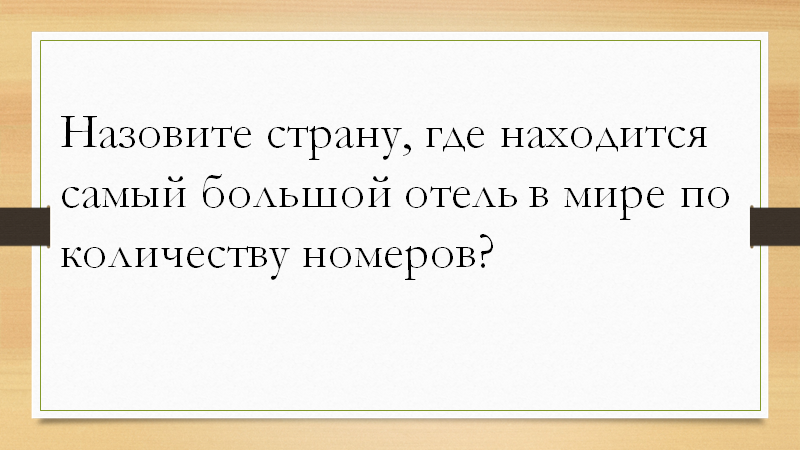 Назовите страну, где находится
самый большой отель в мире по
количеству номеров?